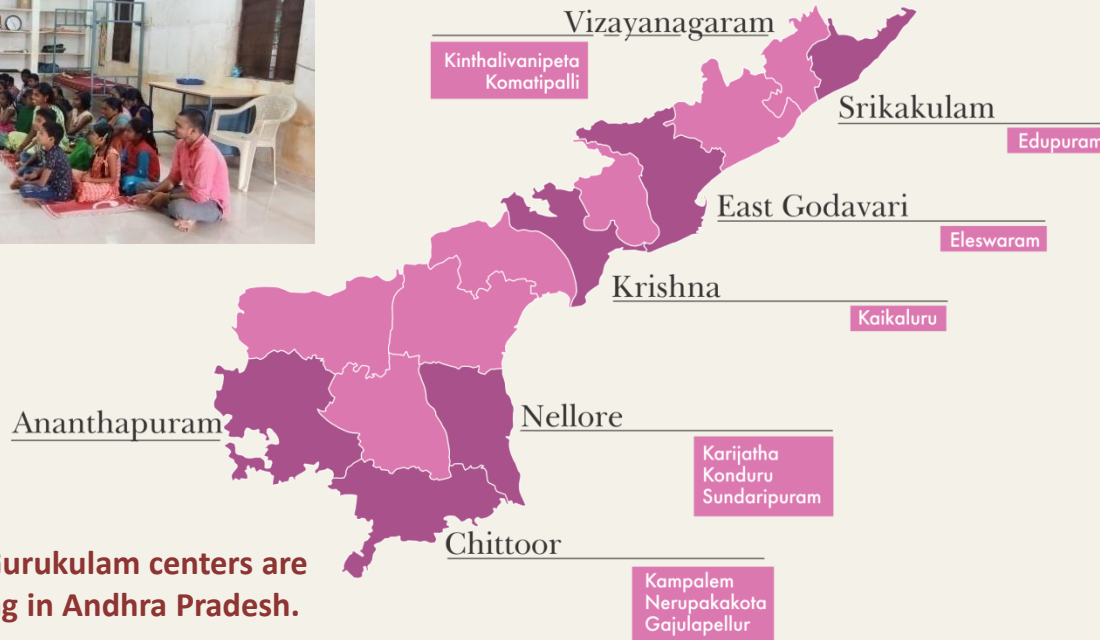 Vizayanagaram
Kinthalivanipeta
Komatipalli
Srikakulam
Edupuram
East Godavari
Eleswaram
Krishna
Kaikaluru
Ananthapuram
Nellore
Karijatha
Konduru
Sundaripuram
Chittoor
Kampalem
Nerupakakota
Gajulapellur
centers are
in Andhra Pradesh.